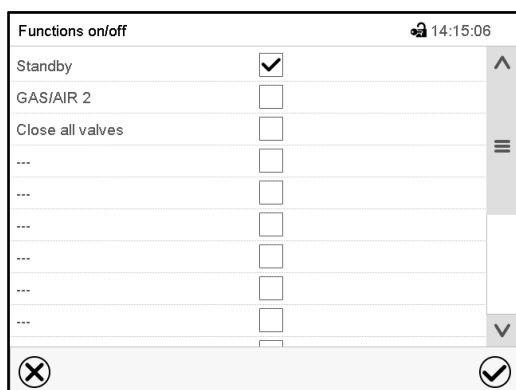 Functions on/off 14:15:06
Standby
GAS/AIR 2
Close all valves
---
---
---
---
---
---